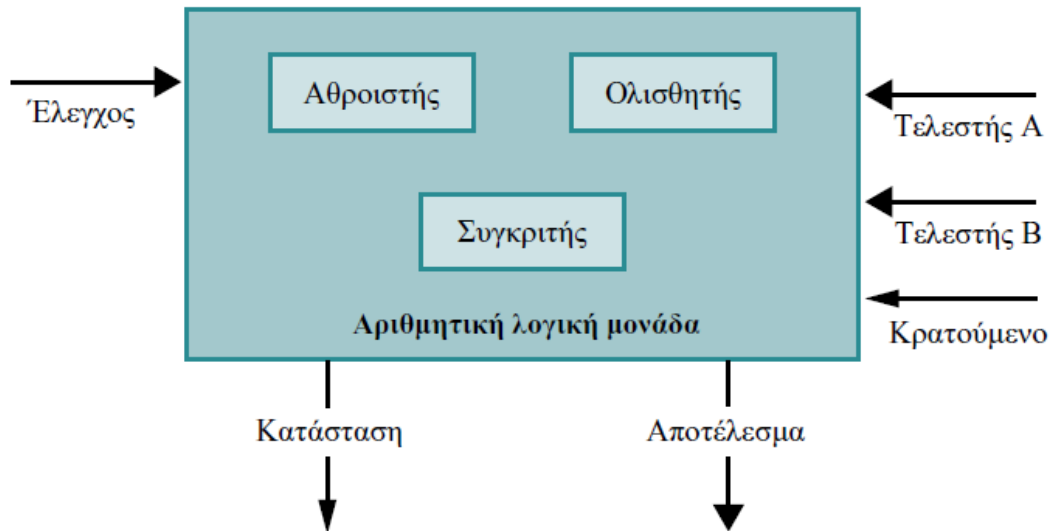 Αθροιστής
Ολισθητής
Έλεγχος
Τελεστής Α
Συγκριτής
Τελεστής Β
Αριθμητική λογική μονάδα
Κρατούμενο
Κατάσταση
Αποτέλεσμα